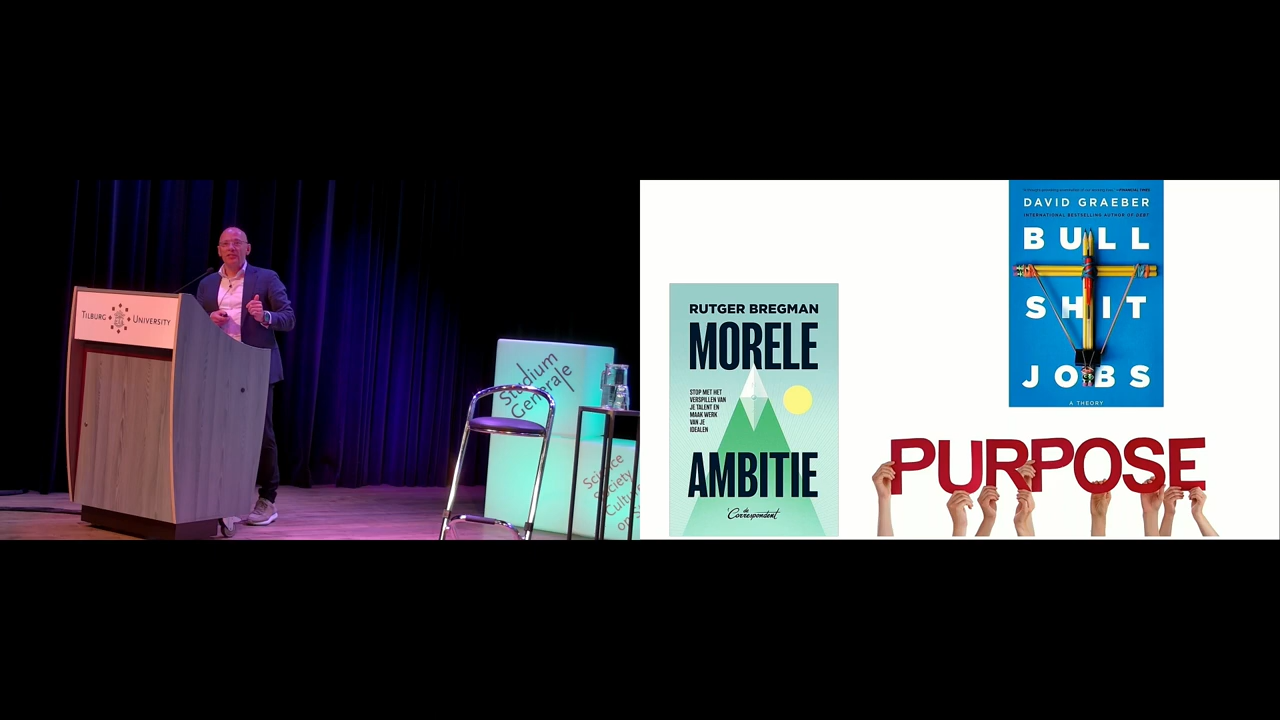 TILBURG UNIVERSITY
Studium
Generale
Science
Society
RUTGER BREGMAN
MORELE
STOP MET HET
VERSPILLEN VAN
JE TALENT EN
MAAK WERK
VAN JE
IDEALEN
AMBITIE
de
Correspondent
DAVID GRAEBER
INTERNATIONAL BESTSELLING AUTHOR OF DEBT
BULL
SHIT
JOBS
A THEORY
PURPOSE